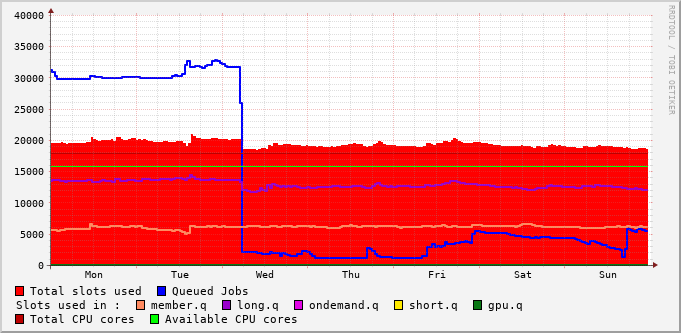 40000
35000
30000
25000
20000
15000
10000
5000
0
Mon Tue Wed Thu Fri Sat Sun
RRDTOOL / TOBI OETIKER
Total slots used Queued Jobs
Slots used in : member.q long.q ondemand.q short.q gpu.q
Total CPU cores Available CPU cores